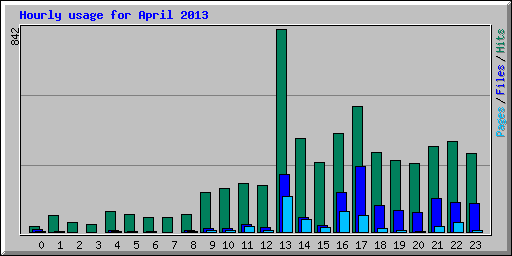 Hourly usage for April 2013
842
Pages / Files / Hits
0 1 2 3 4 5 6 7 8 9 10 11 12 13 14 15 16 17 18 19 20 21 22 23